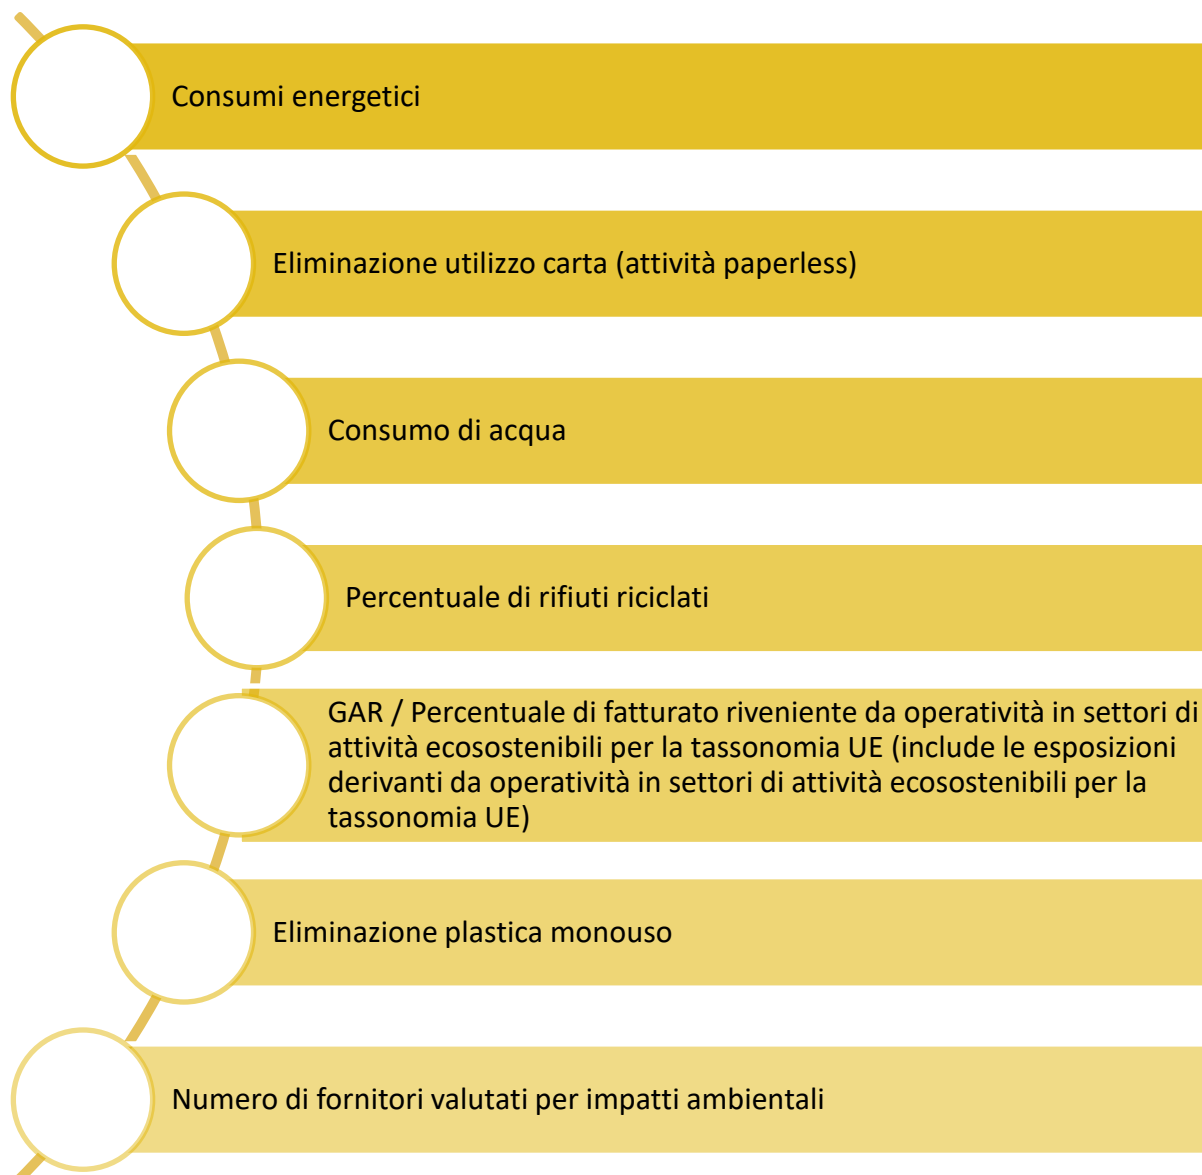 Consumi energetici
Eliminazione utilizzo carta (attività paperless)
Consumo di acqua
Percentuale di rifiuti riciclati
GAR / Percentuale di fatturato riveniente da operatività in settori di
attività ecosostenibili per la tassonomia UE (include le esposizioni
derivanti da operatività in settori di attività ecosostenibili per la
tassonomia UE)
Eliminazione plastica monouso
Numero di fornitori valutati per impatti ambientali